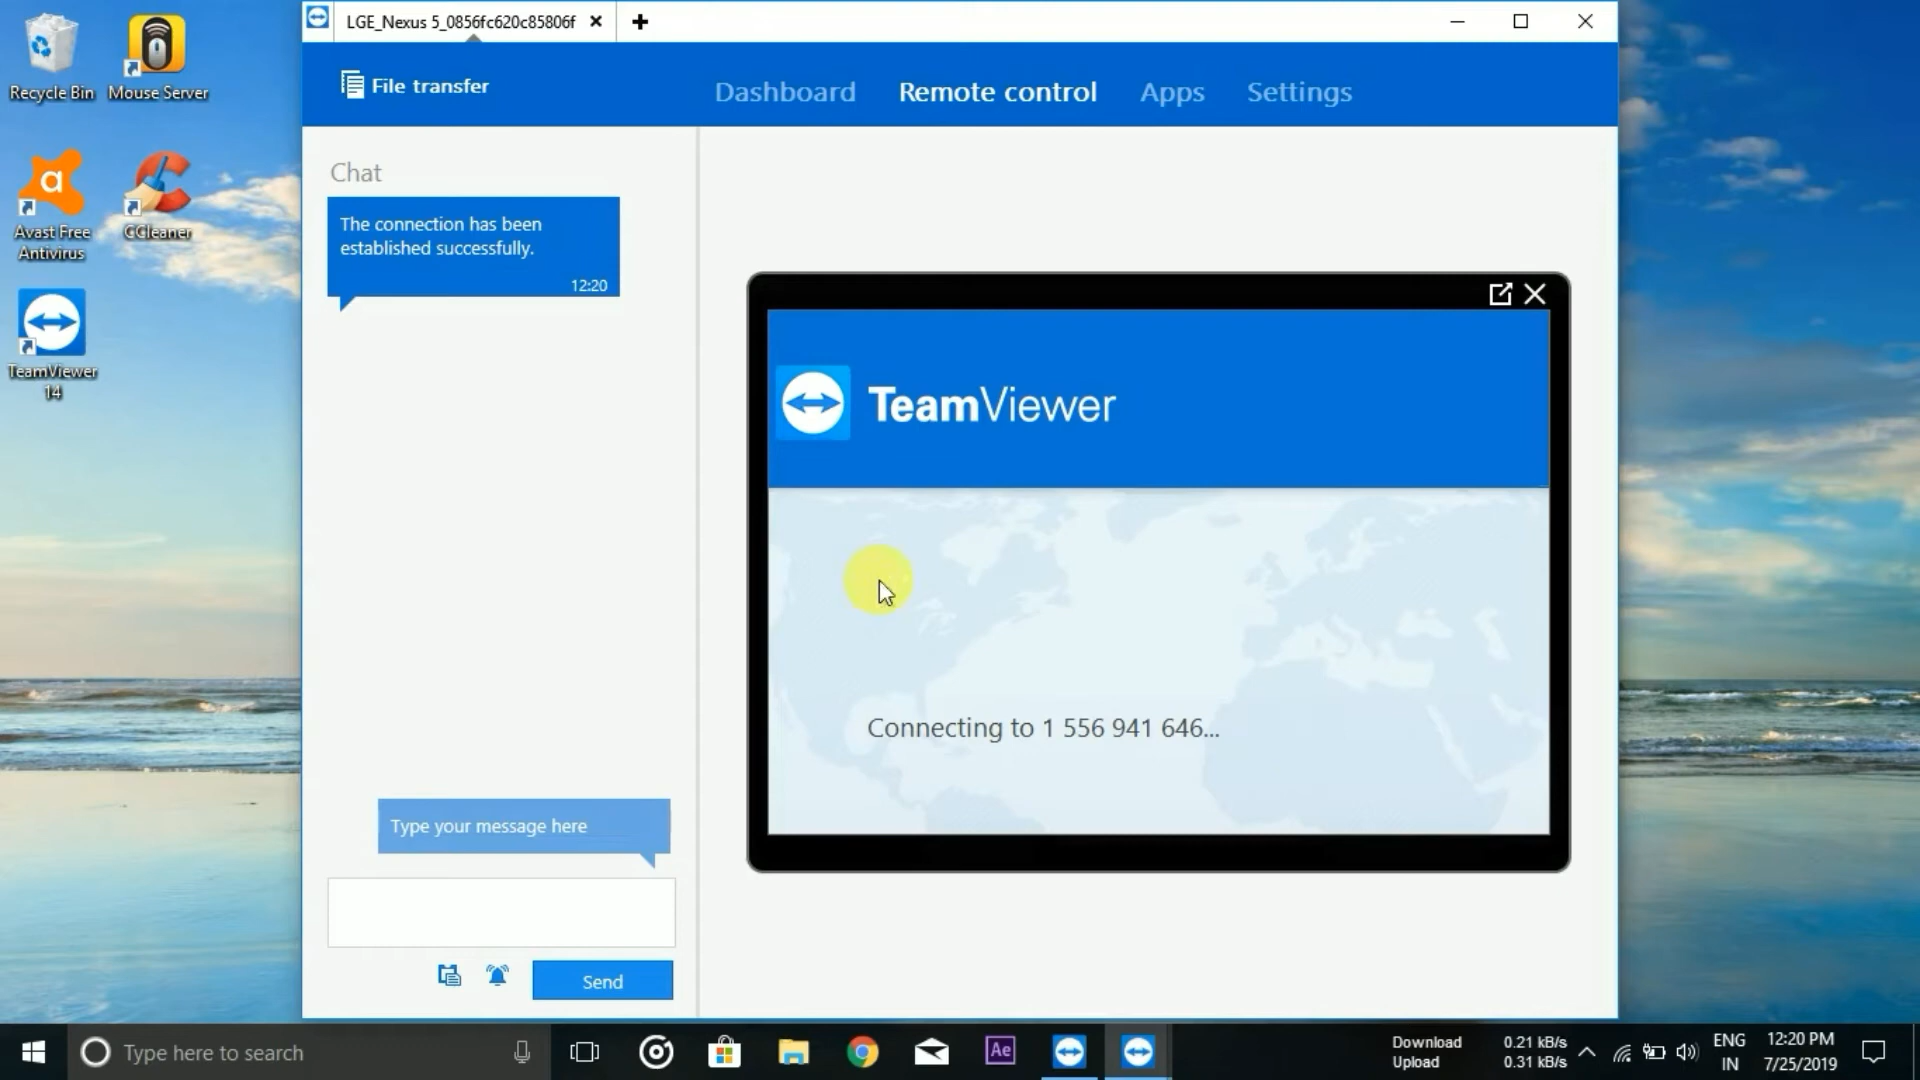 Recycle Bin
Mouse Server
Avast Free
Antivirus
CCleaner
TeamViewer
14
LGE_Nexus 5_0856fc620c85806f
File transfer
Dashboard
Remote control
Apps
Settings
Chat
The connection has been
established successfully.
12:20
TeamViewer
Connecting to 1 556 941 646...
Type your message here
Send
Type here to search
Ae
Download 0.21 kB/s
Upload 0.31 kB/s
ENG
IN
12:20 PM
7/25/2019